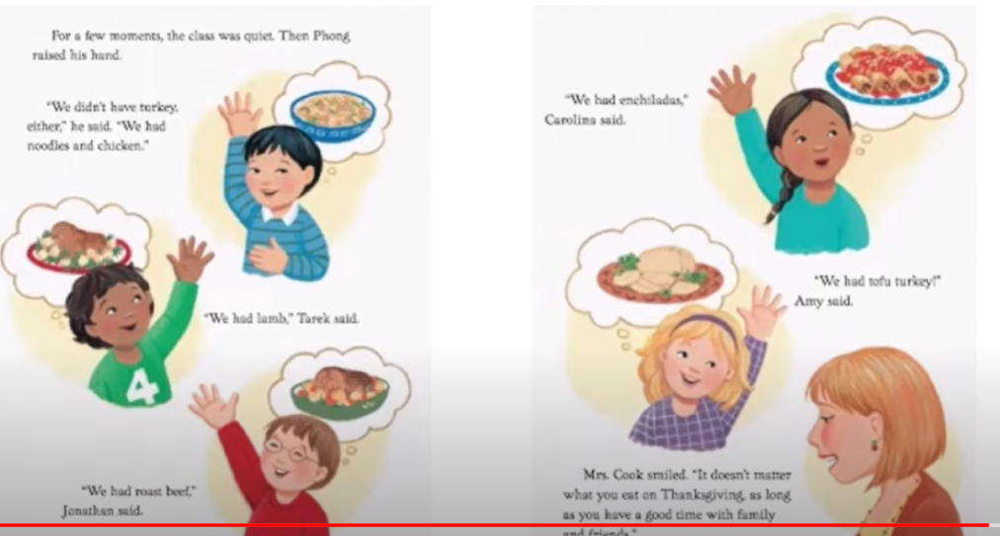 For a few moments, the class was quiet. Then Phong
raised his hand.
"We didn't have turkey,
either," he said. "We had
noodles and chicken."
"We had lamb," Tarek said.
4
"We had roast beef,"
Jonathan said.
"We had enchiladas,"
Carolina said.
"We had tofu turkey!"
Amy said.
Mrs. Cook smiled. "It doesn't matter
what you eat on Thanksgiving, as long
as you have a good time with family
and friends."